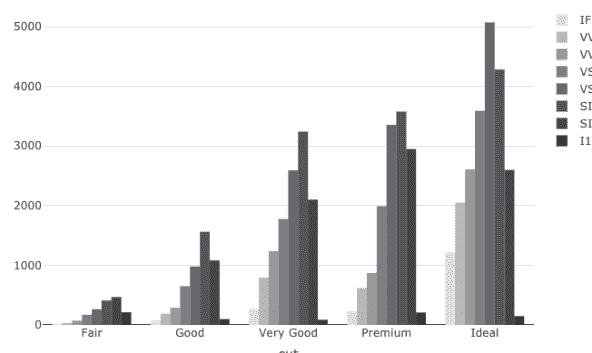 5000
4000
3000
2000
1000
0
Fair Good Very Good Premium Ideal
cut
IF
VV
VV
VS
VS
SI
SI
I1